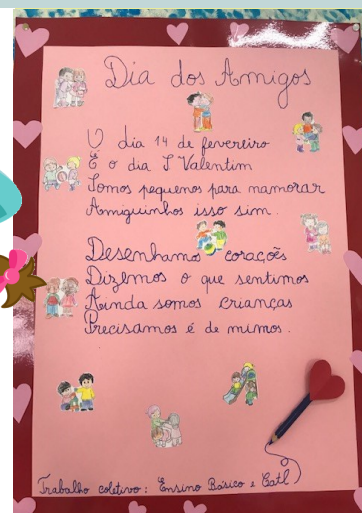 Dia dos Amigos
O dia 14 de fevereiro
É o dia S. Valentim
Somos pequenos para namorar
Amiguinhos isso sim.
Desenhamos corações
Dizemos o que sentimos
Ainda somos crianças
Precisamos é de mimos.
Trabalho coletivo: Ensino Básico e Catl